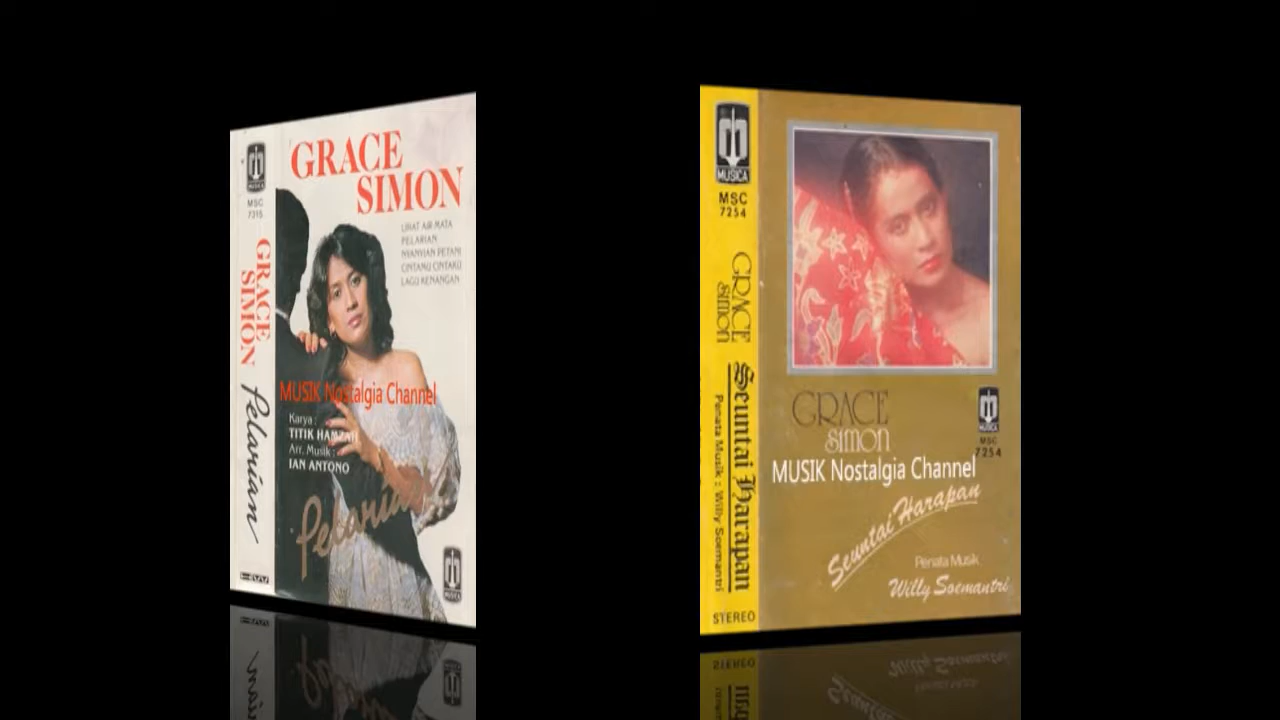 MUSICA
MSC
7315
GRACE
SIMON
Pelarian
GRACE
SIMON
LIHAT AIR MATA
PELARIAN
NYANYIAN PETANI
CINTAMU CINTAKU
LAGU KENANGAN
MUSIK Nostalgia Channel
Karya :
TITIK HAMZAH
Arr. Musik :
IAN ANTONO
Pelarian
MUSICA
MUSICA
MSC
7254
GRACE
SIMON
Seuntai Harapan
Penata Musik : Willy Soemantri
STEREO
GRACE
SIMON
MUSICA
MSC
7254
MUSIK Nostalgia Channel
Seuntai Harapan
Penata Musik
Willy Soemantri